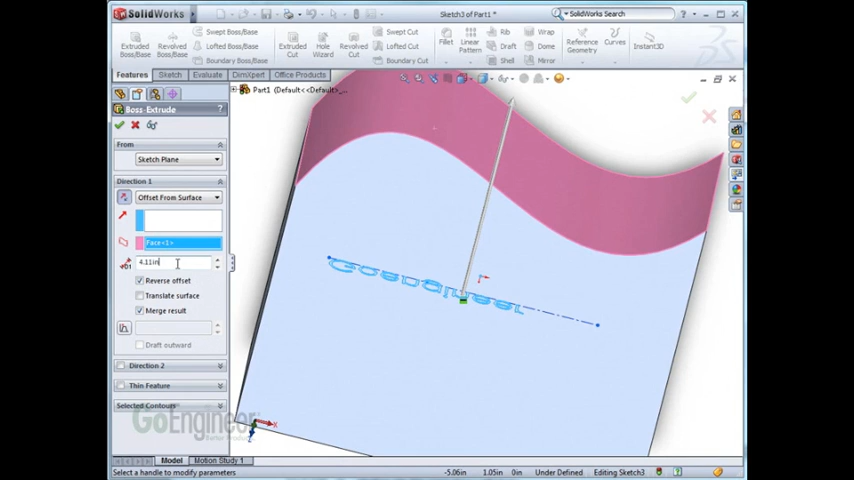 SolidWorks
Sketch3 of Part1 *
SolidWorks Search
Extruded Boss/Base
Revolved Boss/Base
Swept Boss/Base
Lofted Boss/Base
Boundary Boss/Base
Extruded Cut
Hole Wizard
Revolved Cut
Swept Cut
Lofted Cut
Boundary Cut
Fillet
Linear Pattern
Rib
Draft
Shell
Wrap
Dome
Mirror
Reference Geometry
Curves
Instant3D
Features
Sketch
Evaluate
DimXpert
Office Products
Part1 (Default<<Default>_...
Boss-Extrude
?
From
Sketch Plane
Direction 1
Offset From Surface
Face<1>
4.11in
Reverse offset
Translate surface
Merge result
Draft outward
Direction 2
Thin Feature
Selected Contours
GoEngineer
Goengineer
X
Z
Model
Motion Study 1
Select a handle to modify parameters
-5.06in
1.05in
0in
Under Defined
Editing Sketch3